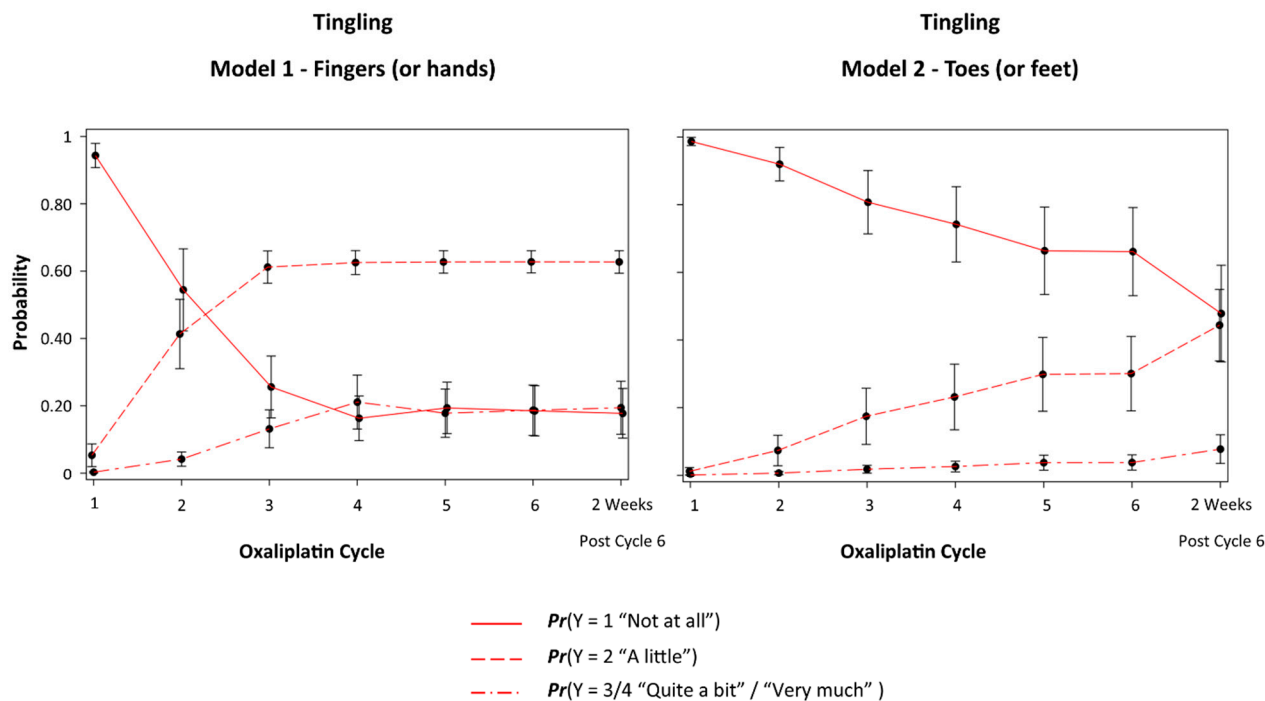 Tingling
Model 1 - Fingers (or hands)
Tingling
Model 2 - Toes (or feet)
Probability
1
0.80
0.60
0.40
0.20
0
1 2 3 4 5 6 2 Weeks
Post Cycle 6
Oxaliplatin Cycle
1 2 3 4 5 6 2 Weeks
Post Cycle 6
Oxaliplatin Cycle
Pr(Y = 1 “Not at all”)
Pr(Y = 2 “A little”)
Pr(Y = 3/4 “Quite a bit” / “Very much” )